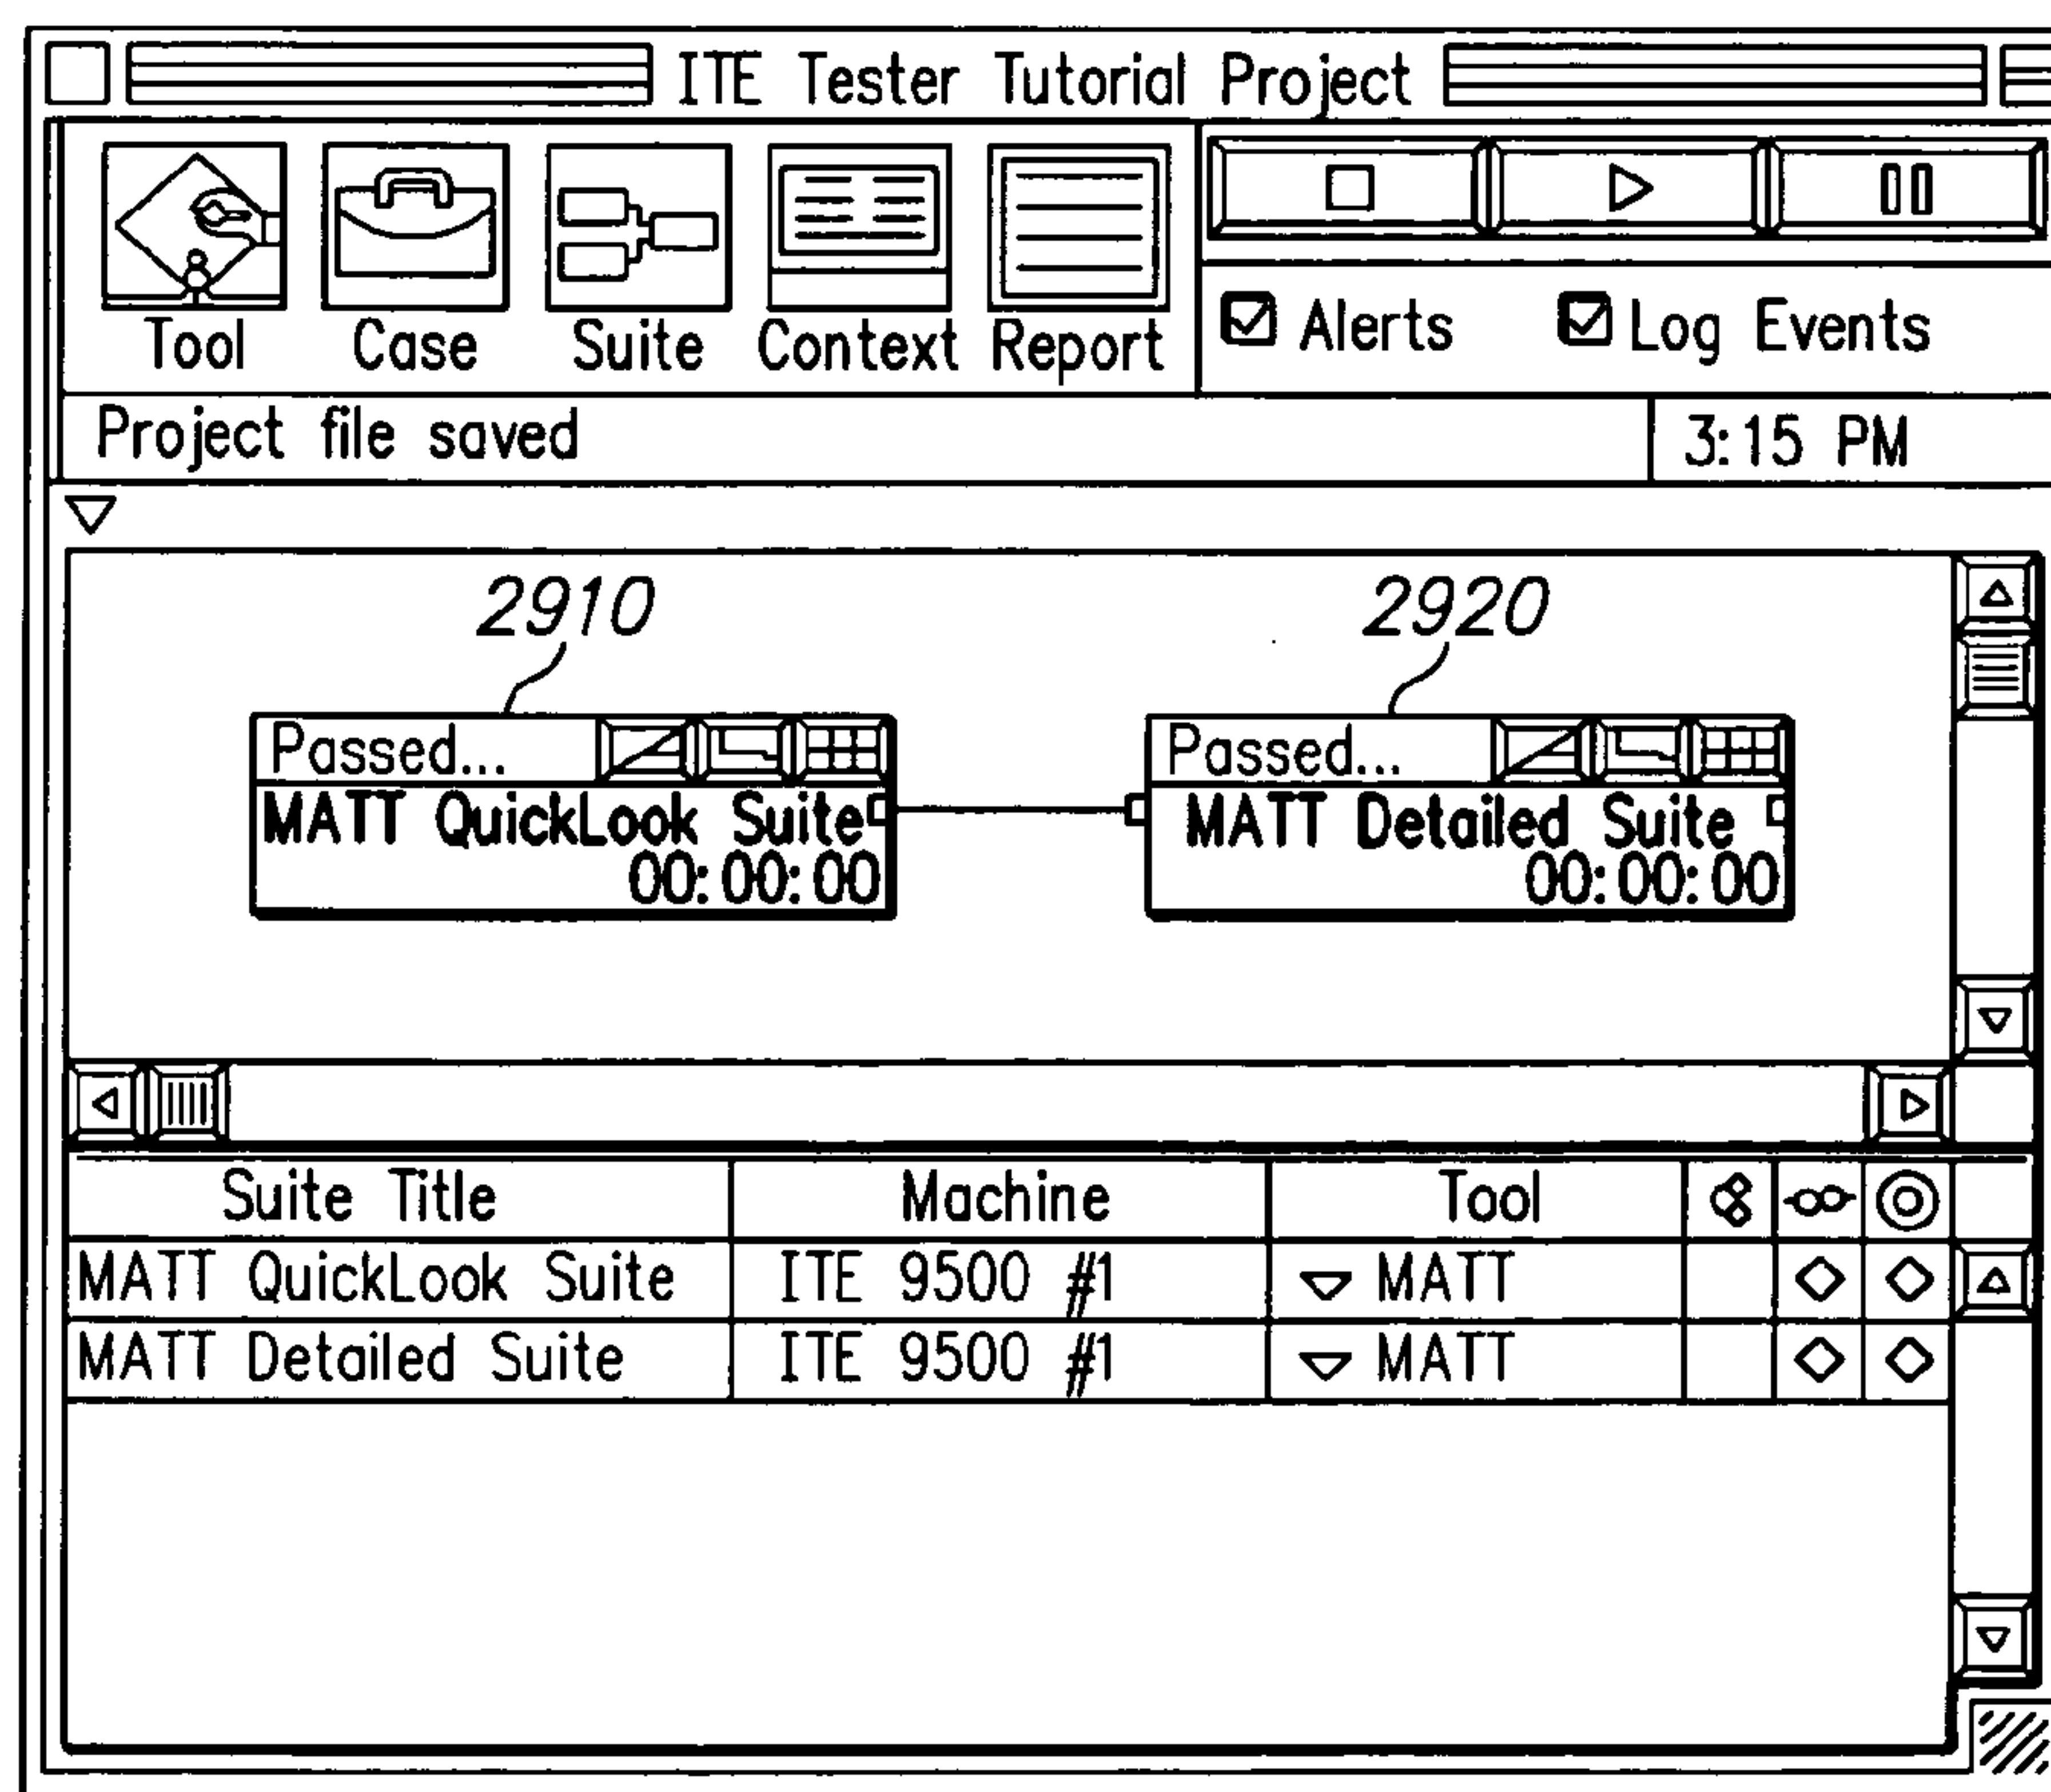 ITE Tester Tutorial Project
Tool Case Suite Context Report
Alerts Log Events
Project file saved 3:15 PM
2910 2920
Passed... Passed...
MATT QuickLook Suite MATT Detailed Suite
00:00:00 00:00:00
Suite Title Machine Tool
MATT QuickLook Suite ITE 9500 #1 MATT
MATT Detailed Suite ITE 9500 #1 MATT